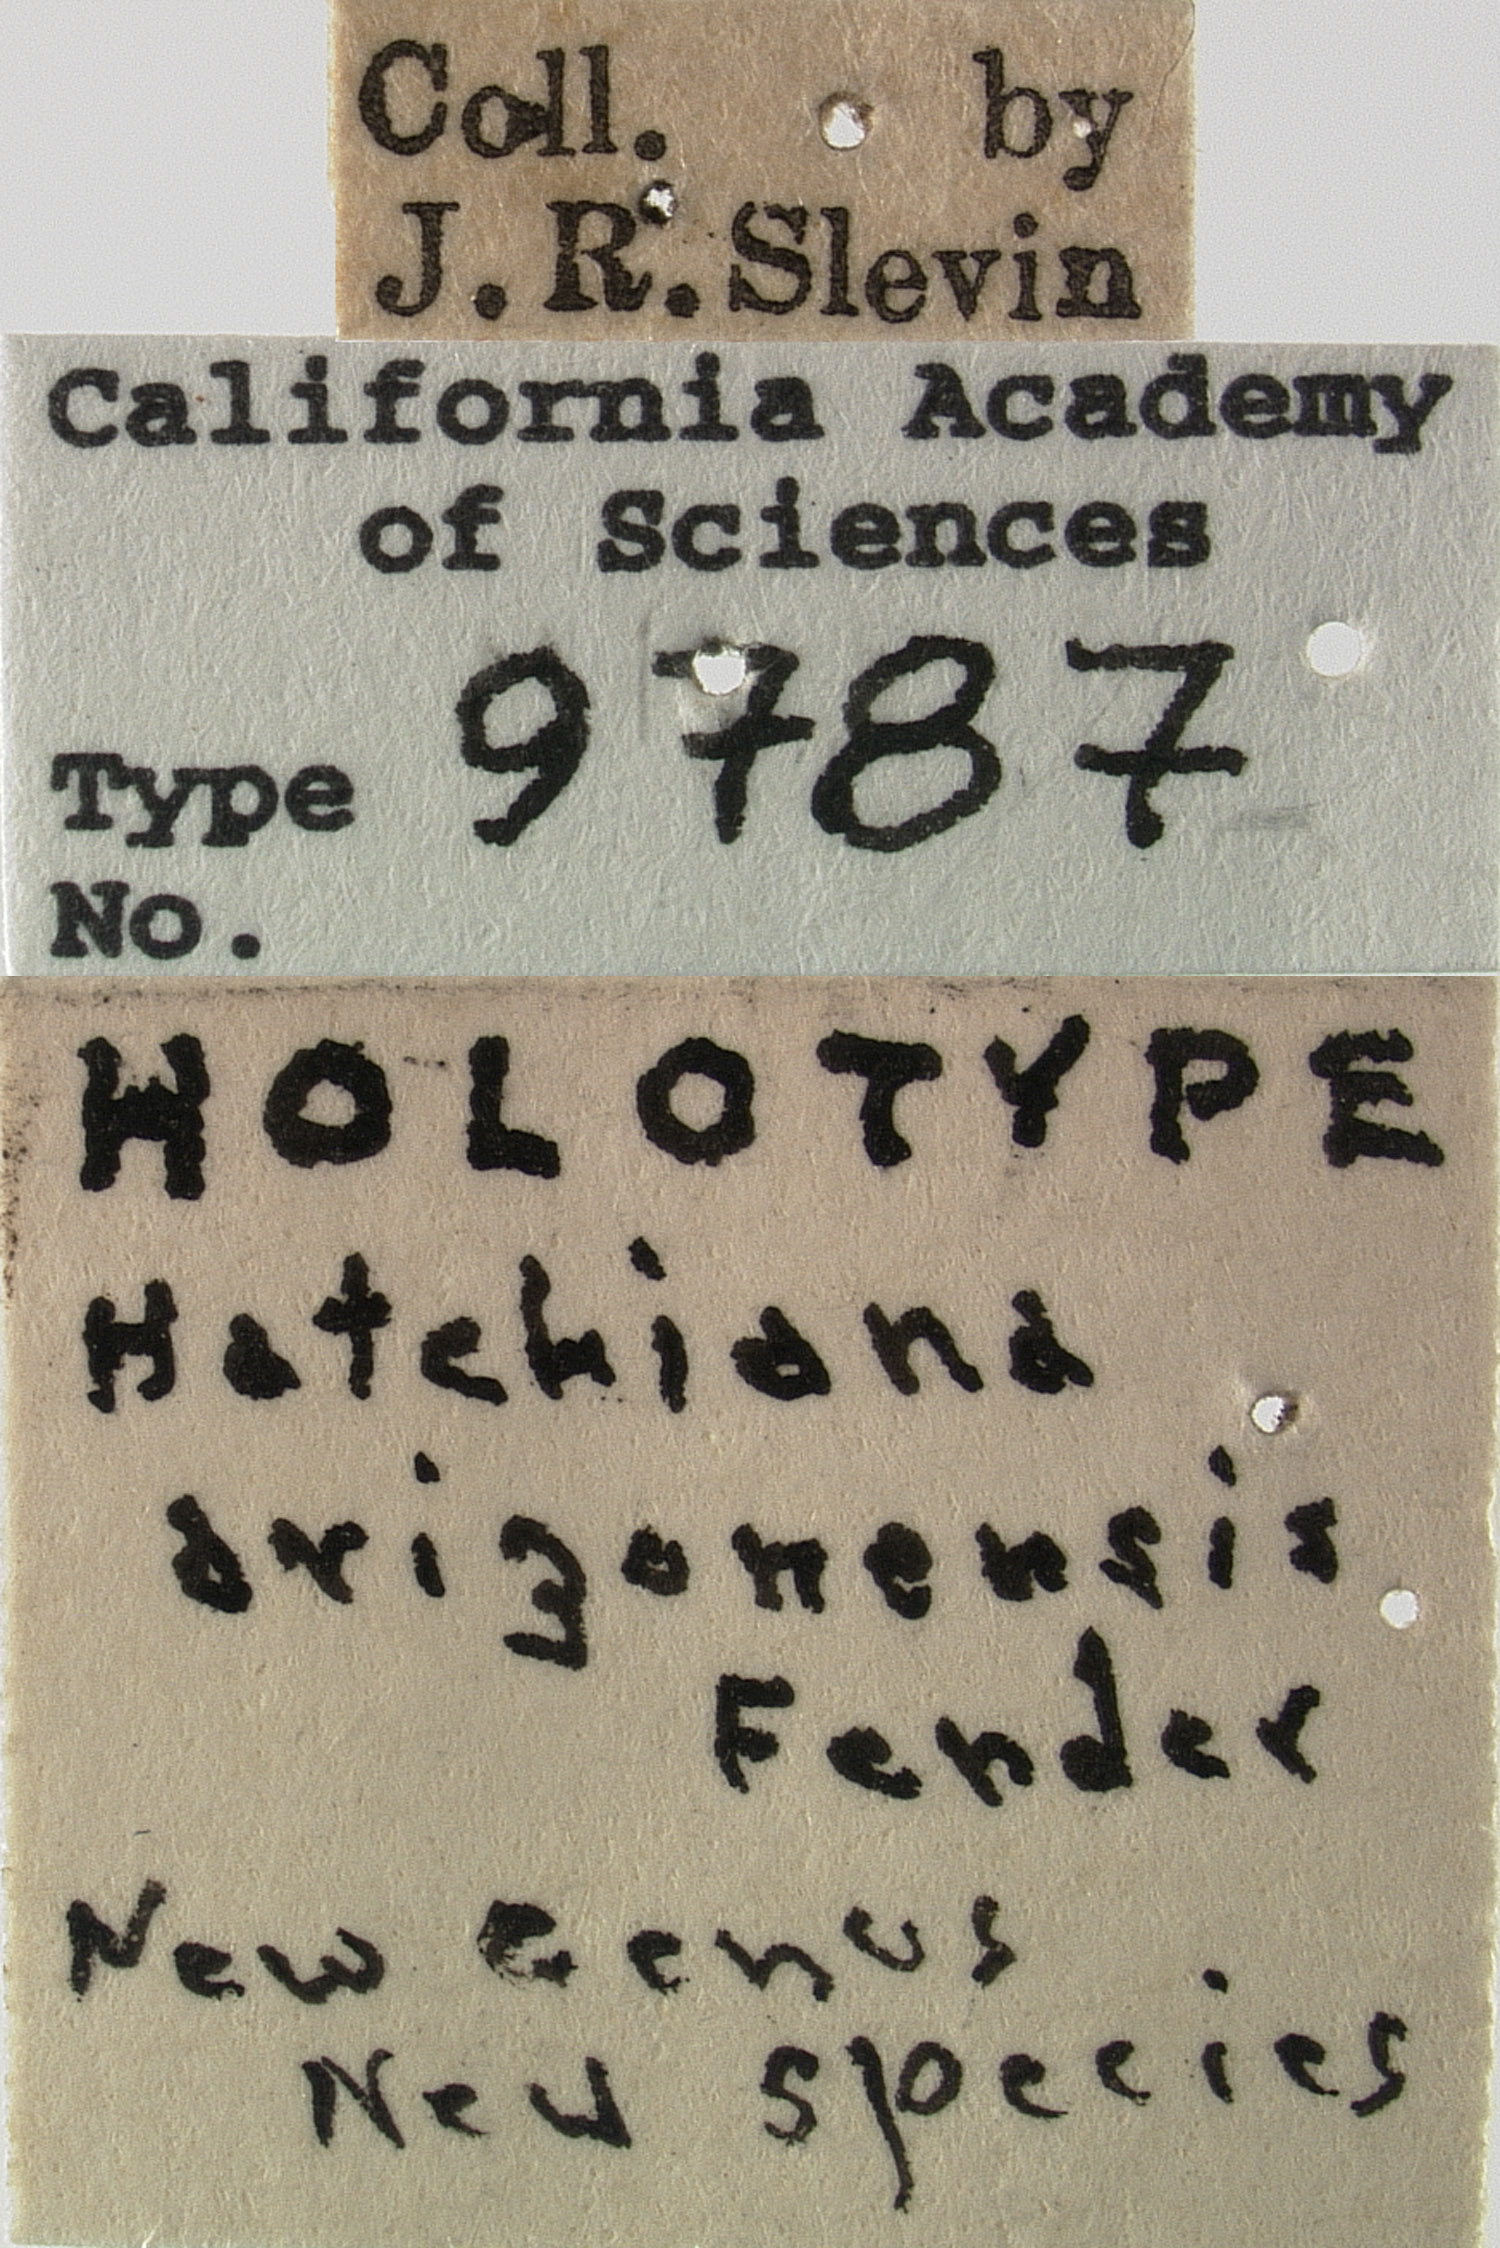 Coll. by
J. R. Slevin
California Academy
of Sciences
Type 9787
No.
HOLOTYPE
Hatchiana
arizonensis
Fender
New Genus
New species